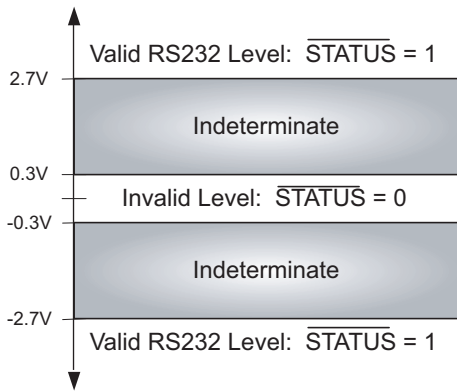 Valid RS232 Level: STATUS = 1
2.7V
Indeterminate
0.3V
Invalid Level: STATUS = 0
-0.3V
Indeterminate
-2.7V
Valid RS232 Level: STATUS = 1